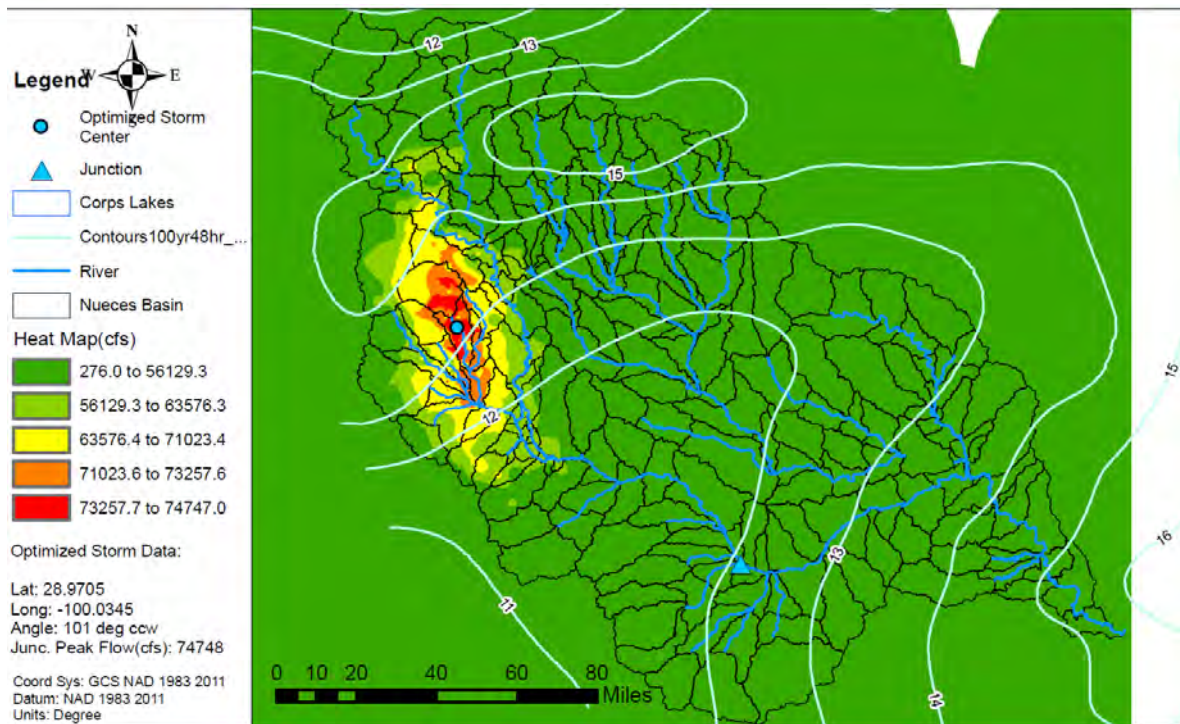 N
W
E
S
Legend
Optimized Storm
Center
Junction
Corps Lakes
Contours100yr48hr_...
River
Nueces Basin
Heat Map(cfs)
276.0 to 56129.3
56129.3 to 63576.3
63576.4 to 71023.4
71023.6 to 73257.6
73257.7 to 74747.0
Optimized Storm Data:
Lat: 28.9705
Long: -100.0345
Angle: 101 deg ccw
Junc. Peak Flow(cfs): 74748
Coord Sys: GCS NAD 1983 2011
Datum: NAD 1983 2011
Units: Degree
12
13
15
12
11
13
14
15
16
0 10 20 40 60 80
Miles